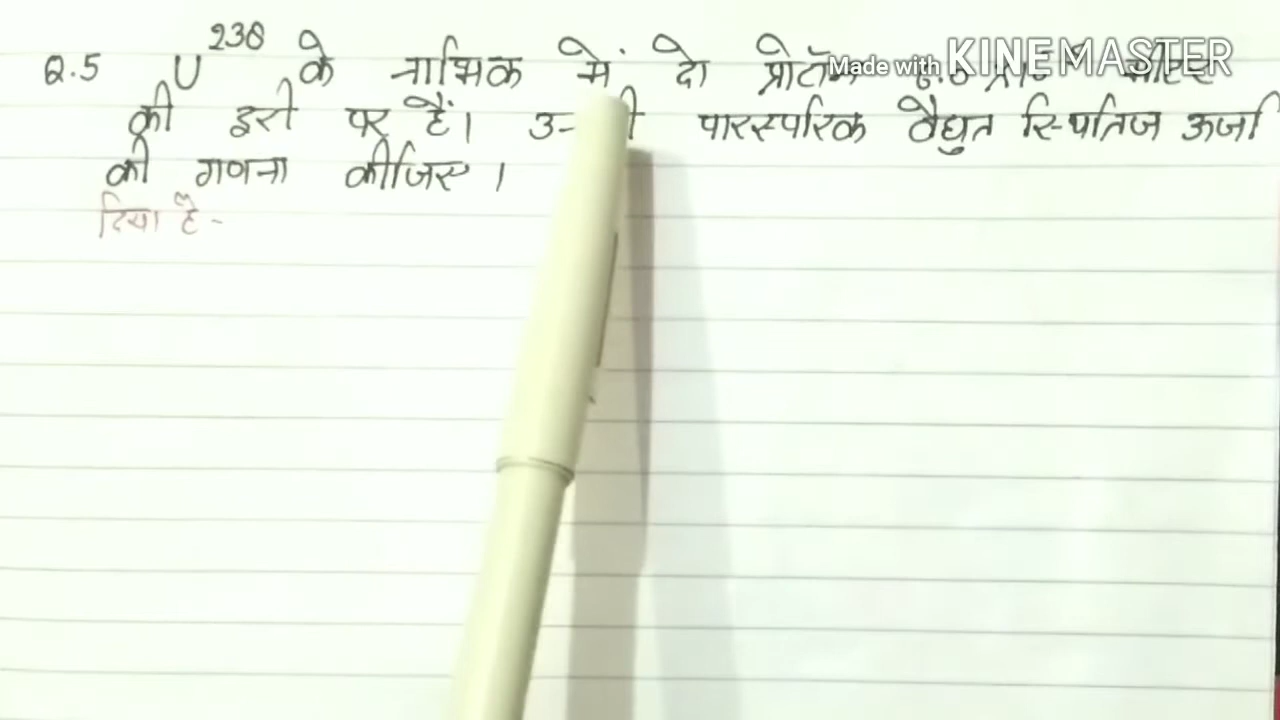 Q.5 U²³⁸ के नाभिक में दो प्रोटॉन
Made with KINEMASTER
की दूरी पर हैं। पारस्परिक वैद्युत स्थितिज ऊर्जा
की गणना कीजिए।
दिया है-